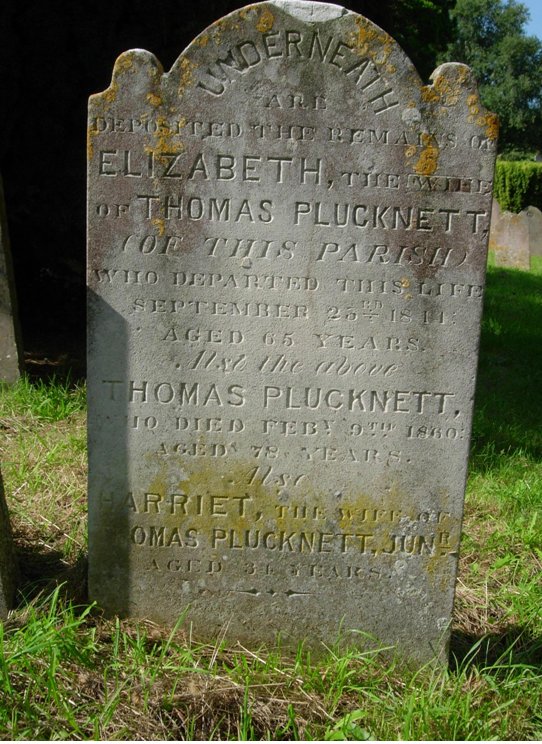 UNDERNEATH
ARE
DEPOSITED THE REMAINS OF
ELIZABETH, THE WIFE
OF THOMAS PLUCKNETT,
(OF THIS PARISH)
WHO DEPARTED THIS LIFE
SEPTEMBER 23RD
AGED 65 YEARS.
Also the above
THOMAS PLUCKNETT,
WHO DIED FEBY 9TH 1860:
AGED 78 YEARS.
Also
HARRIET, THE WIFE OF
THOMAS PLUCKNETT, JUNR
AGED 34 YEARS.